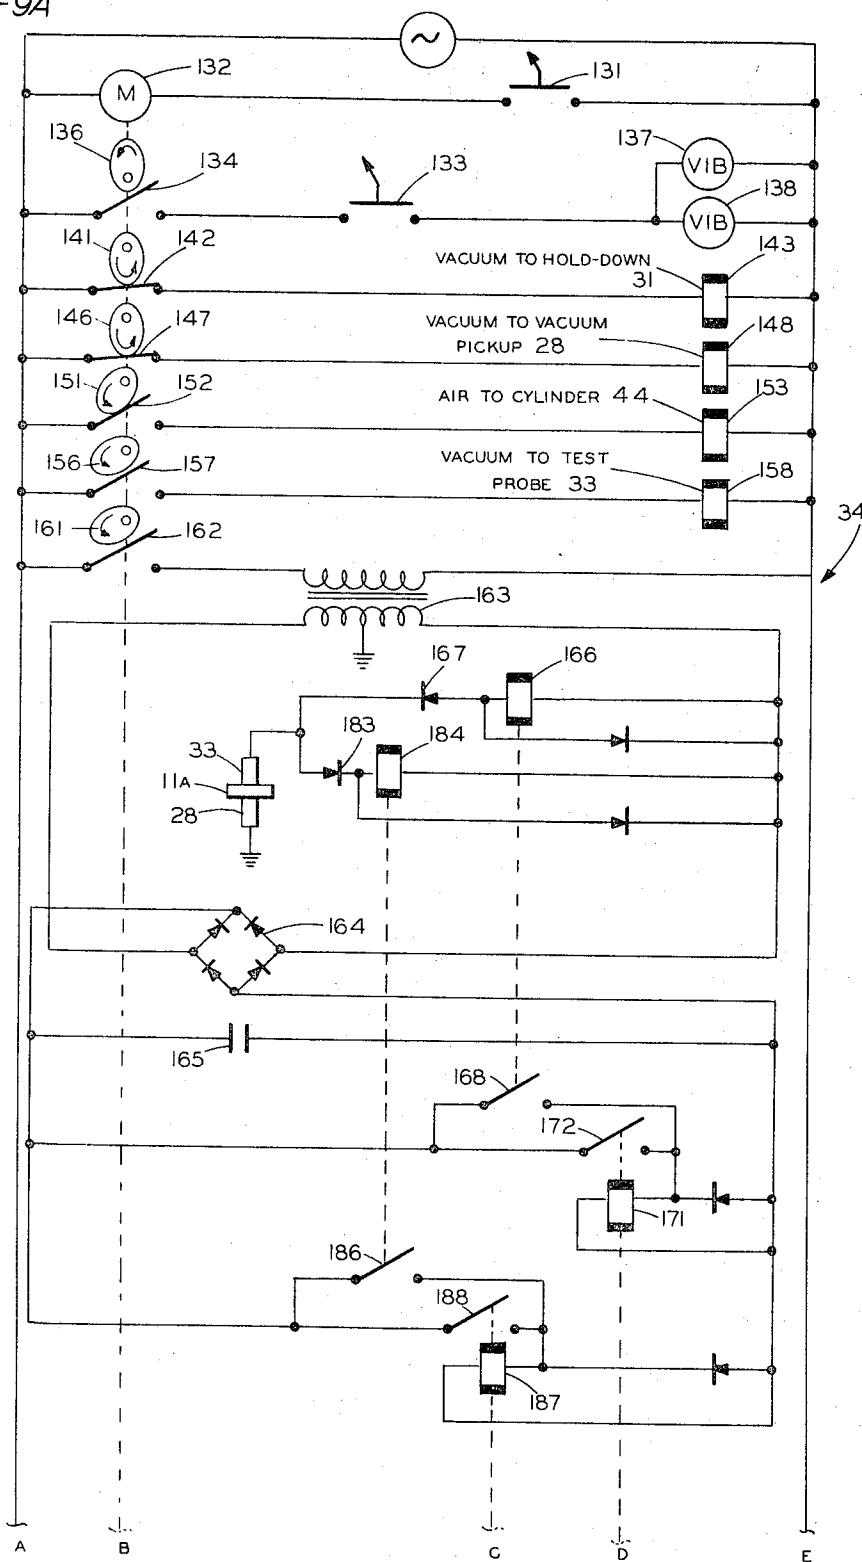 -9A
132
M
131
136
134
133
137
VIB
138
VIB
141
142
VACUUM TO HOLD-DOWN
31
143
146
147
VACUUM TO VACUUM
PICKUP 28
148
151
152
AIR TO CYLINDER 44
153
156
157
VACUUM TO TEST
PROBE 33
158
161
162
34
163
167
166
183
184
33
11A
28
164
165
168
172
171
186
188
187
A
B
C
D
E